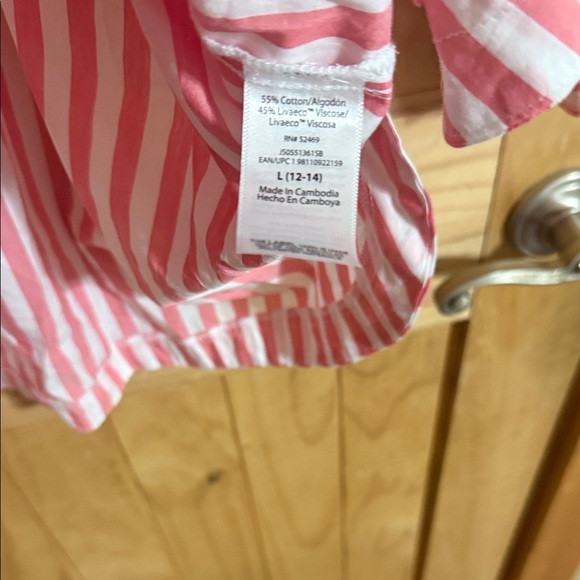 55% Cotton/Algodón
45% Livaeco™ Viscose/
Livaeco™ Viscosa
RN# 52469
J505513615B
EAN/UPC 1 98110922159
L (12-14)
Made In Cambodia
Hecho En Camboya